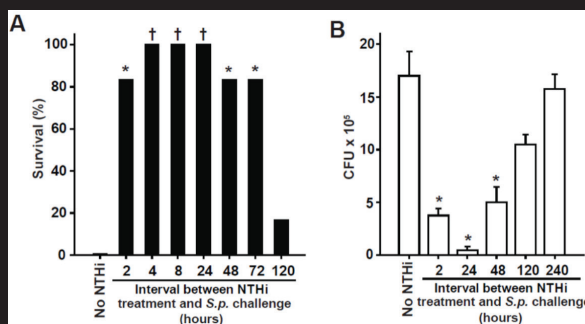 A
† † †
* * *
100
80
60
40
20
0
Survival (%)
No NTHi
2 4 8 24 48 72 120
Interval between NTHi
treatment and S.p. challenge
(hours)
B
20
15
10
5
0
CFU x 10⁵
* * *
No NTHi
2 24 48 120 240
Interval between NTHi
treatment and S.p. challenge
(hours)